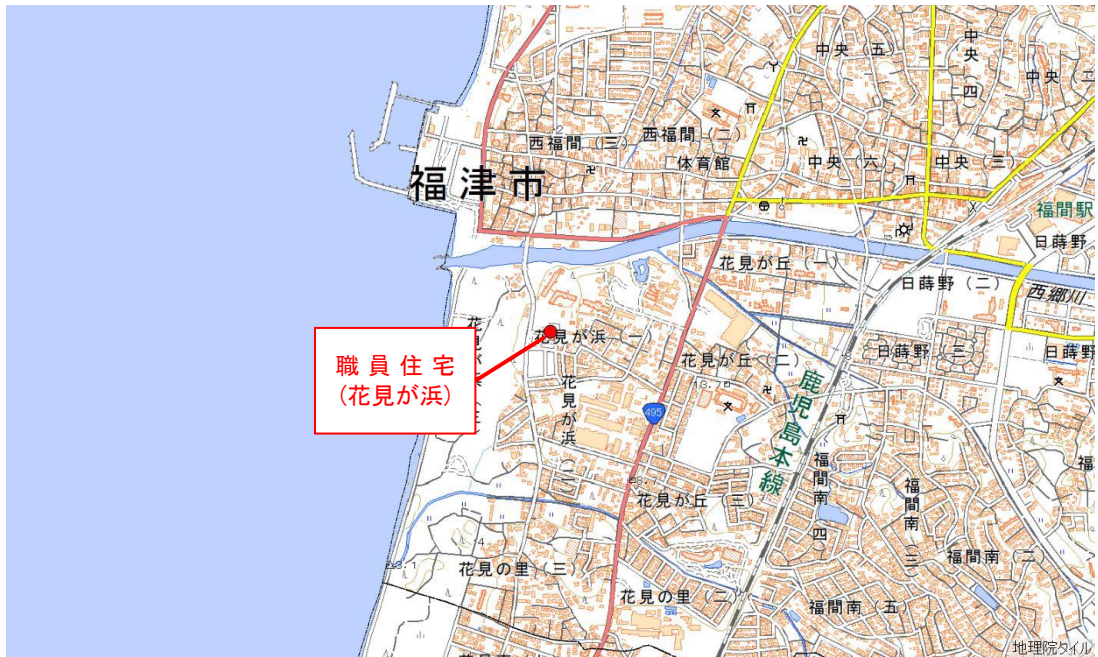 中央(五)
中央(四)
中央(二
西福間(三)
西福間(二)
体育館
中央(六)
中央(三)
福津市
福間駅
日蒔野
花見が丘(一)
日蒔野(二)
西郷川
職員住宅
(花見が浜)
花見が浜(一)
花見が丘(二)
日蒔野(三)
日蒔野
13.7
鹿児島本線
495
花見が浜(二)
福間南(四)
福間南(三)
花見が丘(三)
福間南(二)
花見の里(三)
花見の里(二)
福間南(五)
地理院タイル